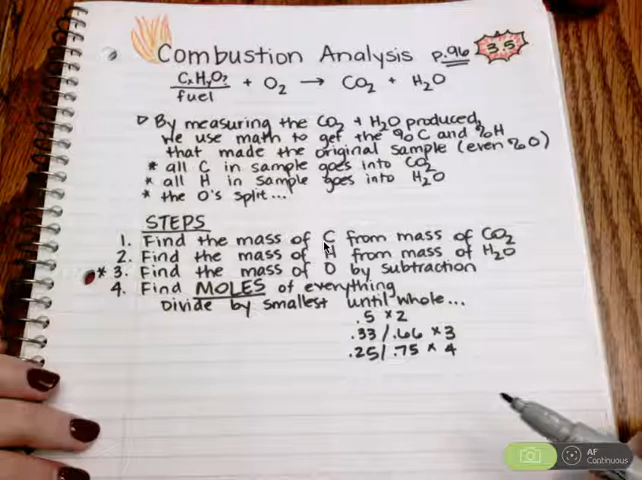 Combustion Analysis p.96 3.5
CxHyO? + O₂ → CO₂ + H₂O
fuel
▷ By measuring the CO₂ + H₂O produced,
we use math to get the %C and %H
that made the original sample (even %O)
* all C in sample goes into CO₂
* all H in sample goes into H₂O
* the O's split...
STEPS
1. Find the mass of C from mass of CO₂
2. Find the mass of H from mass of H₂O
* 3. Find the mass of O by subtraction
4. Find MOLES of everything
Divide by smallest until whole...
.5 × 2
.33/.66 × 3
.25/.75 × 4
AF
Continuous